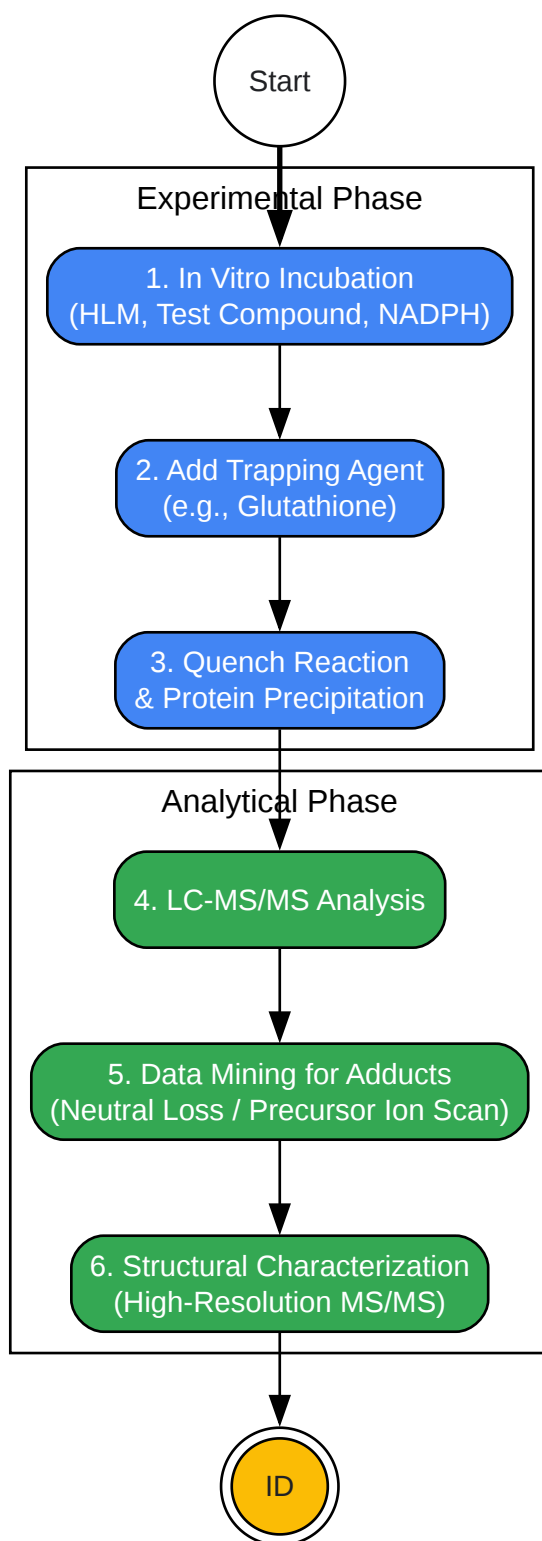 Start
Experimental Phase
1. In Vitro Incubation
(HLM, Test Compound, NADPH)
2. Add Trapping Agent
(e.g., Glutathione)
3. Quench Reaction
& Protein Precipitation
Analytical Phase
4. LC-MS/MS Analysis
5. Data Mining for Adducts
(Neutral Loss / Precursor Ion Scan)
6. Structural Characterization
(High-Resolution MS/MS)
ID